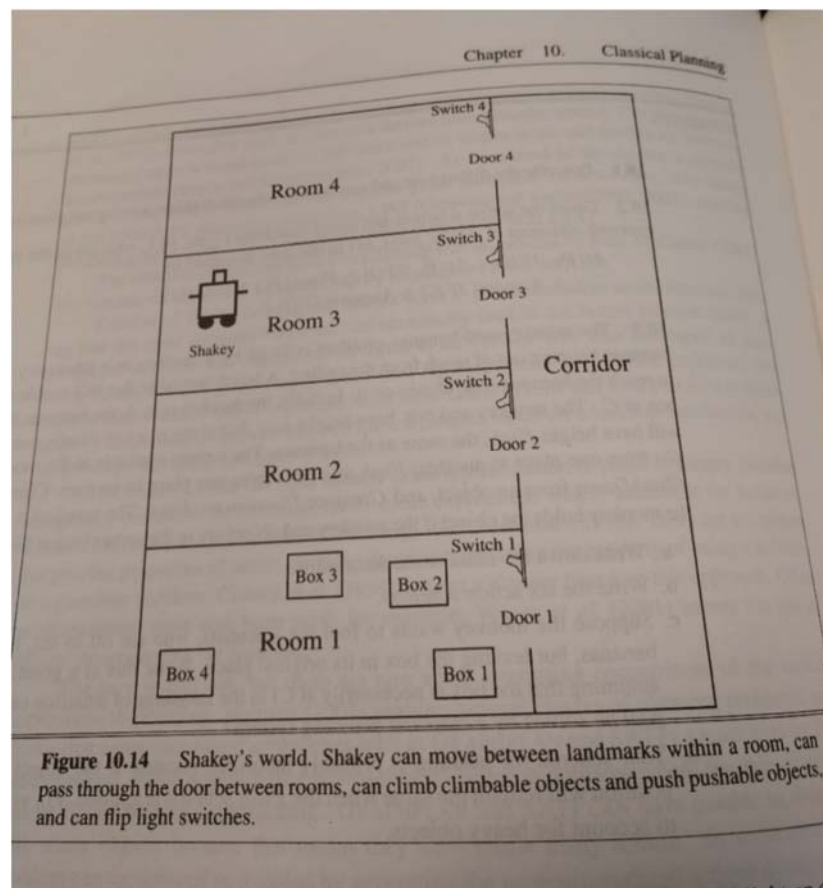 Chapter 10. Classical Planning
Switch 4
Door 4
Room 4
Switch 3
Door 3
Room 3
Shakey
Corridor
Switch 2
Door 2
Room 2
Switch 1
Box 3
Box 2
Door 1
Room 1
Box 4
Box 1
Figure 10.14 Shakey's world. Shakey can move between landmarks within a room, can
pass through the door between rooms, can climb climbable objects and push pushable objects,
and can flip light switches.